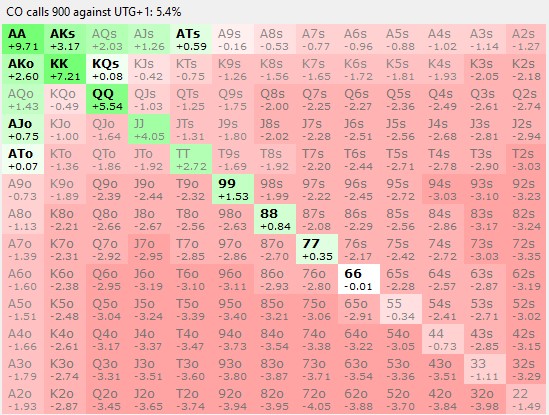 CO calls 900 against UTG+1: 5.4%
AA AKs AQs AJs ATs A9s A8s A7s A6s A5s A4s A3s A2s
+9.71 +3.17 +2.03 +1.26 +0.59 -0.16 -0.53 -0.77 -0.96 -0.88 -1.02 -1.14 -1.27
AKo KK KQs KJs KTs K9s K8s K7s K6s K5s K4s K3s K2s
+2.60 +7.21 +0.08 -0.42 -0.75 -1.26 -1.56 -1.65 -1.72 -1.81 -1.93 -2.05 -2.18
AQo KQo QQ QJs QTs Q9s Q8s Q7s Q6s Q5s Q4s Q3s Q2s
+1.43 -0.49 +5.54 -1.03 -1.25 -1.75 -2.00 -2.25 -2.27 -2.36 -2.49 -2.61 -2.74
AJo KJo QJo JJ JTs J9s J8s J7s J6s J5s J4s J3s J2s
+0.75 -1.00 -1.64 +4.05 -1.31 -1.80 -2.02 -2.28 -2.51 -2.56 -2.68 -2.81 -2.94
ATo KTo QTo JTo TT T9s T8s T7s T6s T5s T4s T3s T2s
+0.07 -1.36 -1.86 -1.92 +2.72 -1.69 -1.92 -2.20 -2.44 -2.71 -2.78 -2.90 -3.03
A9o K9o Q9o J9o T9o 99 98s 97s 96s 95s 94s 93s 92s
-0.73 -1.89 -2.39 -2.44 -2.32 +1.53 -1.99 -2.22 -2.45 -2.72 -3.03 -3.10 -3.23
A8o K8o Q8o J8o T8o 98o 88 87s 86s 85s 84s 83s 82s
-1.13 -2.21 -2.66 -2.67 -2.56 -2.63 +0.84 -2.08 -2.29 -2.56 -2.86 -3.17 -3.24
A7o K7o Q7o J7o T7o 97o 87o 77 76s 75s 74s 73s 72s
-1.39 -2.31 -2.92 -2.95 -2.85 -2.86 -2.70 +0.35 -2.17 -2.42 -2.72 -3.03 -3.35
A6o K6o Q6o J6o T6o 96o 86o 76o 66 65s 64s 63s 62s
-1.60 -2.38 -2.95 -3.16 -3.10 -3.11 -2.93 -2.80 -0.01 -2.28 -2.57 -2.87 -3.19
A5o K5o Q5o J5o T5o 95o 85o 75o 65o 55 54s 53s 52s
-1.51 -2.48 -3.04 -3.24 -3.39 -3.40 -3.21 -3.06 -2.91 -0.34 -2.41 -2.71 -3.02
A4o K4o Q4o J4o T4o 94o 84o 74o 64o 54o 44 43s 42s
-1.66 -2.61 -3.17 -3.37 -3.47 -3.73 -3.54 -3.38 -3.22 -3.05 -0.73 -2.85 -3.15
A3o K3o Q3o J3o T3o 93o 83o 73o 63o 53o 43o 33 32s
-1.79 -2.74 -3.31 -3.51 -3.60 -3.80 -3.87 -3.71 -3.54 -3.36 -3.51 -1.11 -3.29
A2o K2o Q2o J2o T2o 92o 82o 72o 62o 52o 42o 32o 22
-1.93 -2.87 -3.45 -3.65 -3.74 -3.94 -3.95 -4.05 -3.88 -3.70 -3.84 -3.98 -1.49